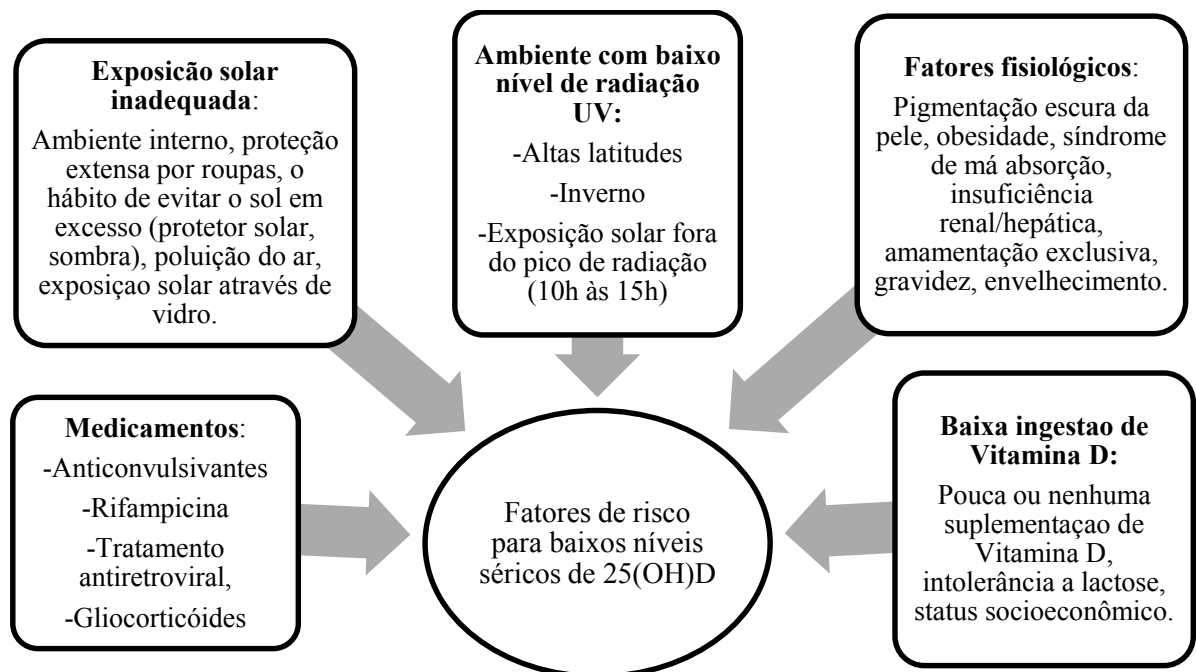 Exposicão solar
inadequada:
Ambiente interno, proteção
extensa por roupas, o
hábito de evitar o sol em
excesso (protetor solar,
sombra), poluição do ar,
exposiçao solar através de
vidro.
Ambiente com baixo
nível de radiação
UV:
-Altas latitudes
-Inverno
-Exposição solar fora
do pico de radiação
(10h às 15h)
Fatores fisiológicos:
Pigmentação escura da
pele, obesidade, síndrome
de má absorção,
insuficiência
renal/hepática,
amamentação exclusiva,
gravidez, envelhecimento.
Medicamentos:
-Anticonvulsivantes
-Rifampicina
-Tratamento
antiretroviral,
-Gliocorticóides
Fatores de risco
para baixos níveis
séricos de 25(OH)D
Baixa ingestao de
Vitamina D:
Pouca ou nenhuma
suplementaçao de
Vitamina D,
intolerância a lactose,
status socioeconômico.